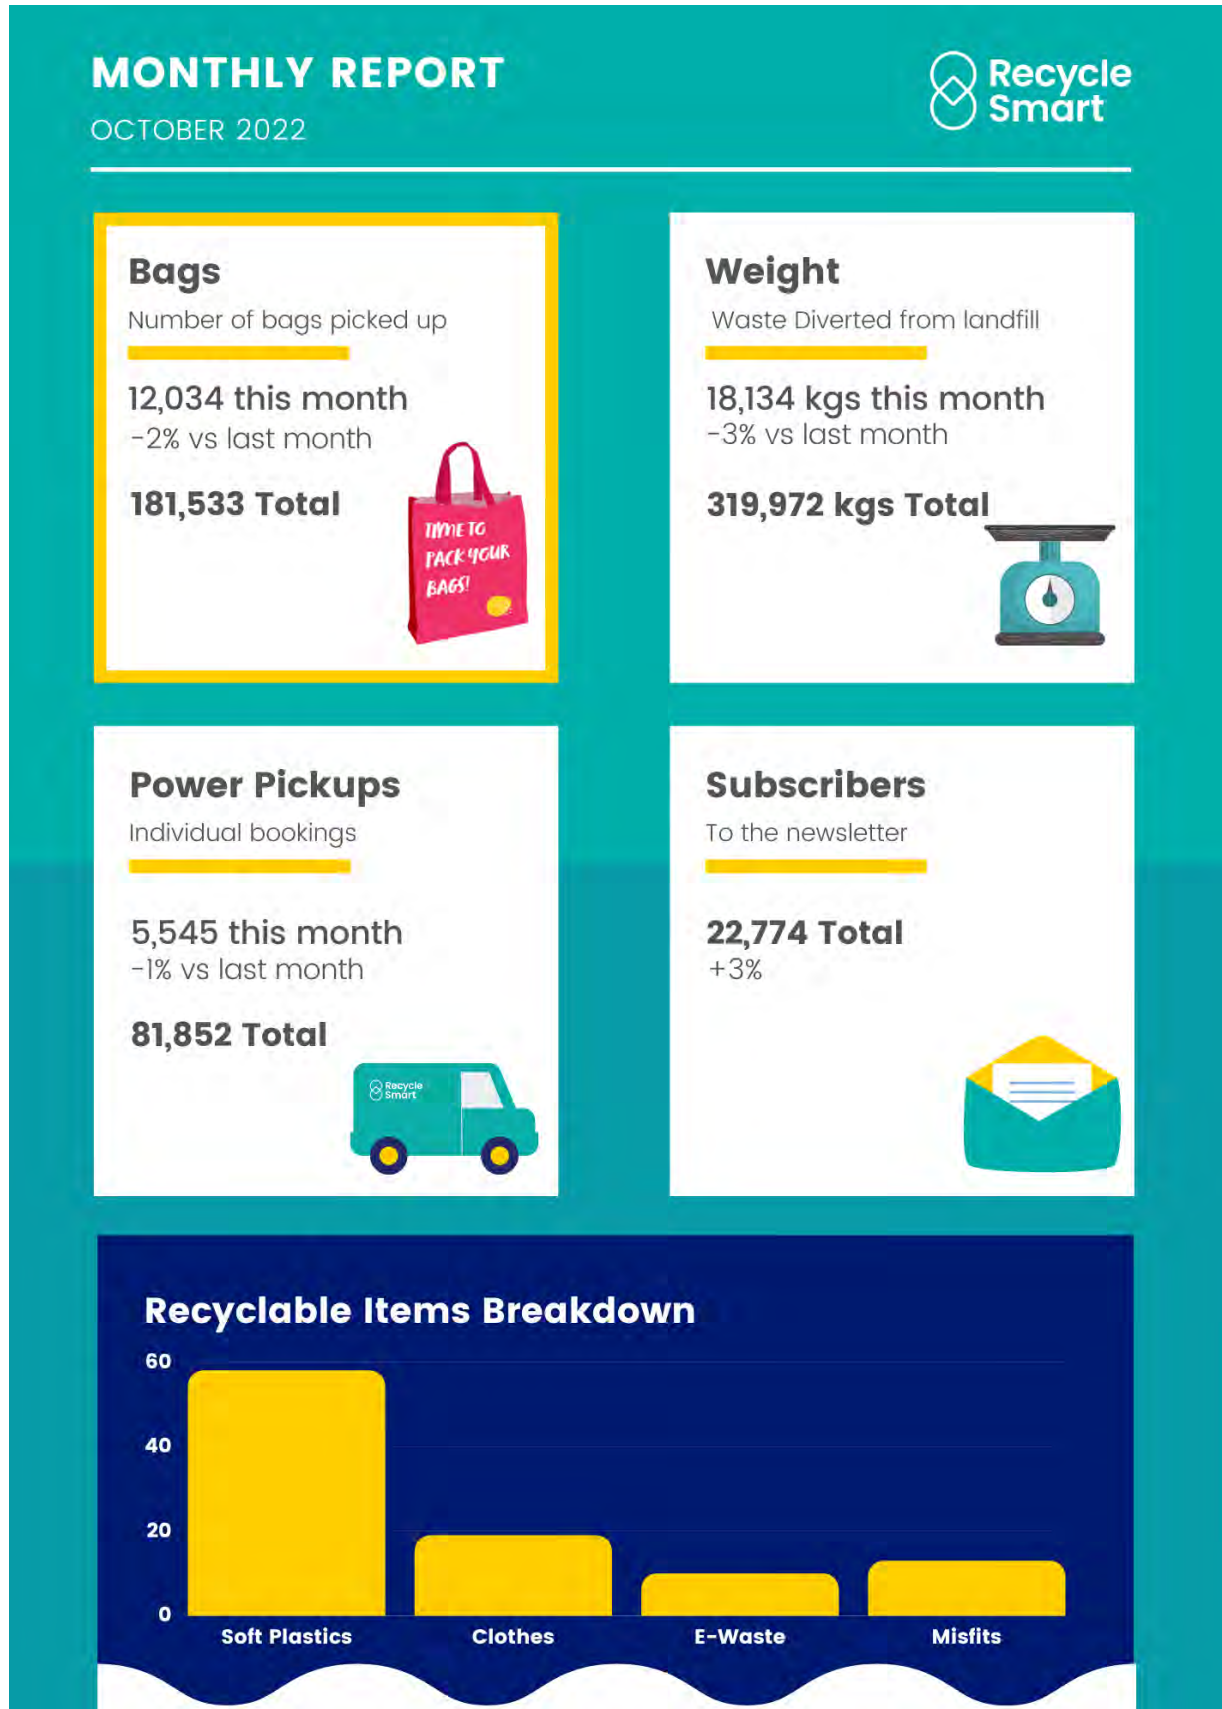 MONTHLY REPORT
OCTOBER 2022
Recycle
Smart
Bags
Number of bags picked up
12,034 this month
-2% vs last month
181,533 Total
TIME TO
PACK YOUR
BAGS!
Weight
Waste Diverted from landfill
18,134 kgs this month
-3% vs last month
319,972 kgs Total
Power Pickups
Individual bookings
5,545 this month
-1% vs last month
81,852 Total
Recycle
Smart
Subscribers
To the newsletter
22,774 Total
+3%
Recyclable Items Breakdown
60
40
20
0
Soft Plastics
Clothes
E-Waste
Misfits